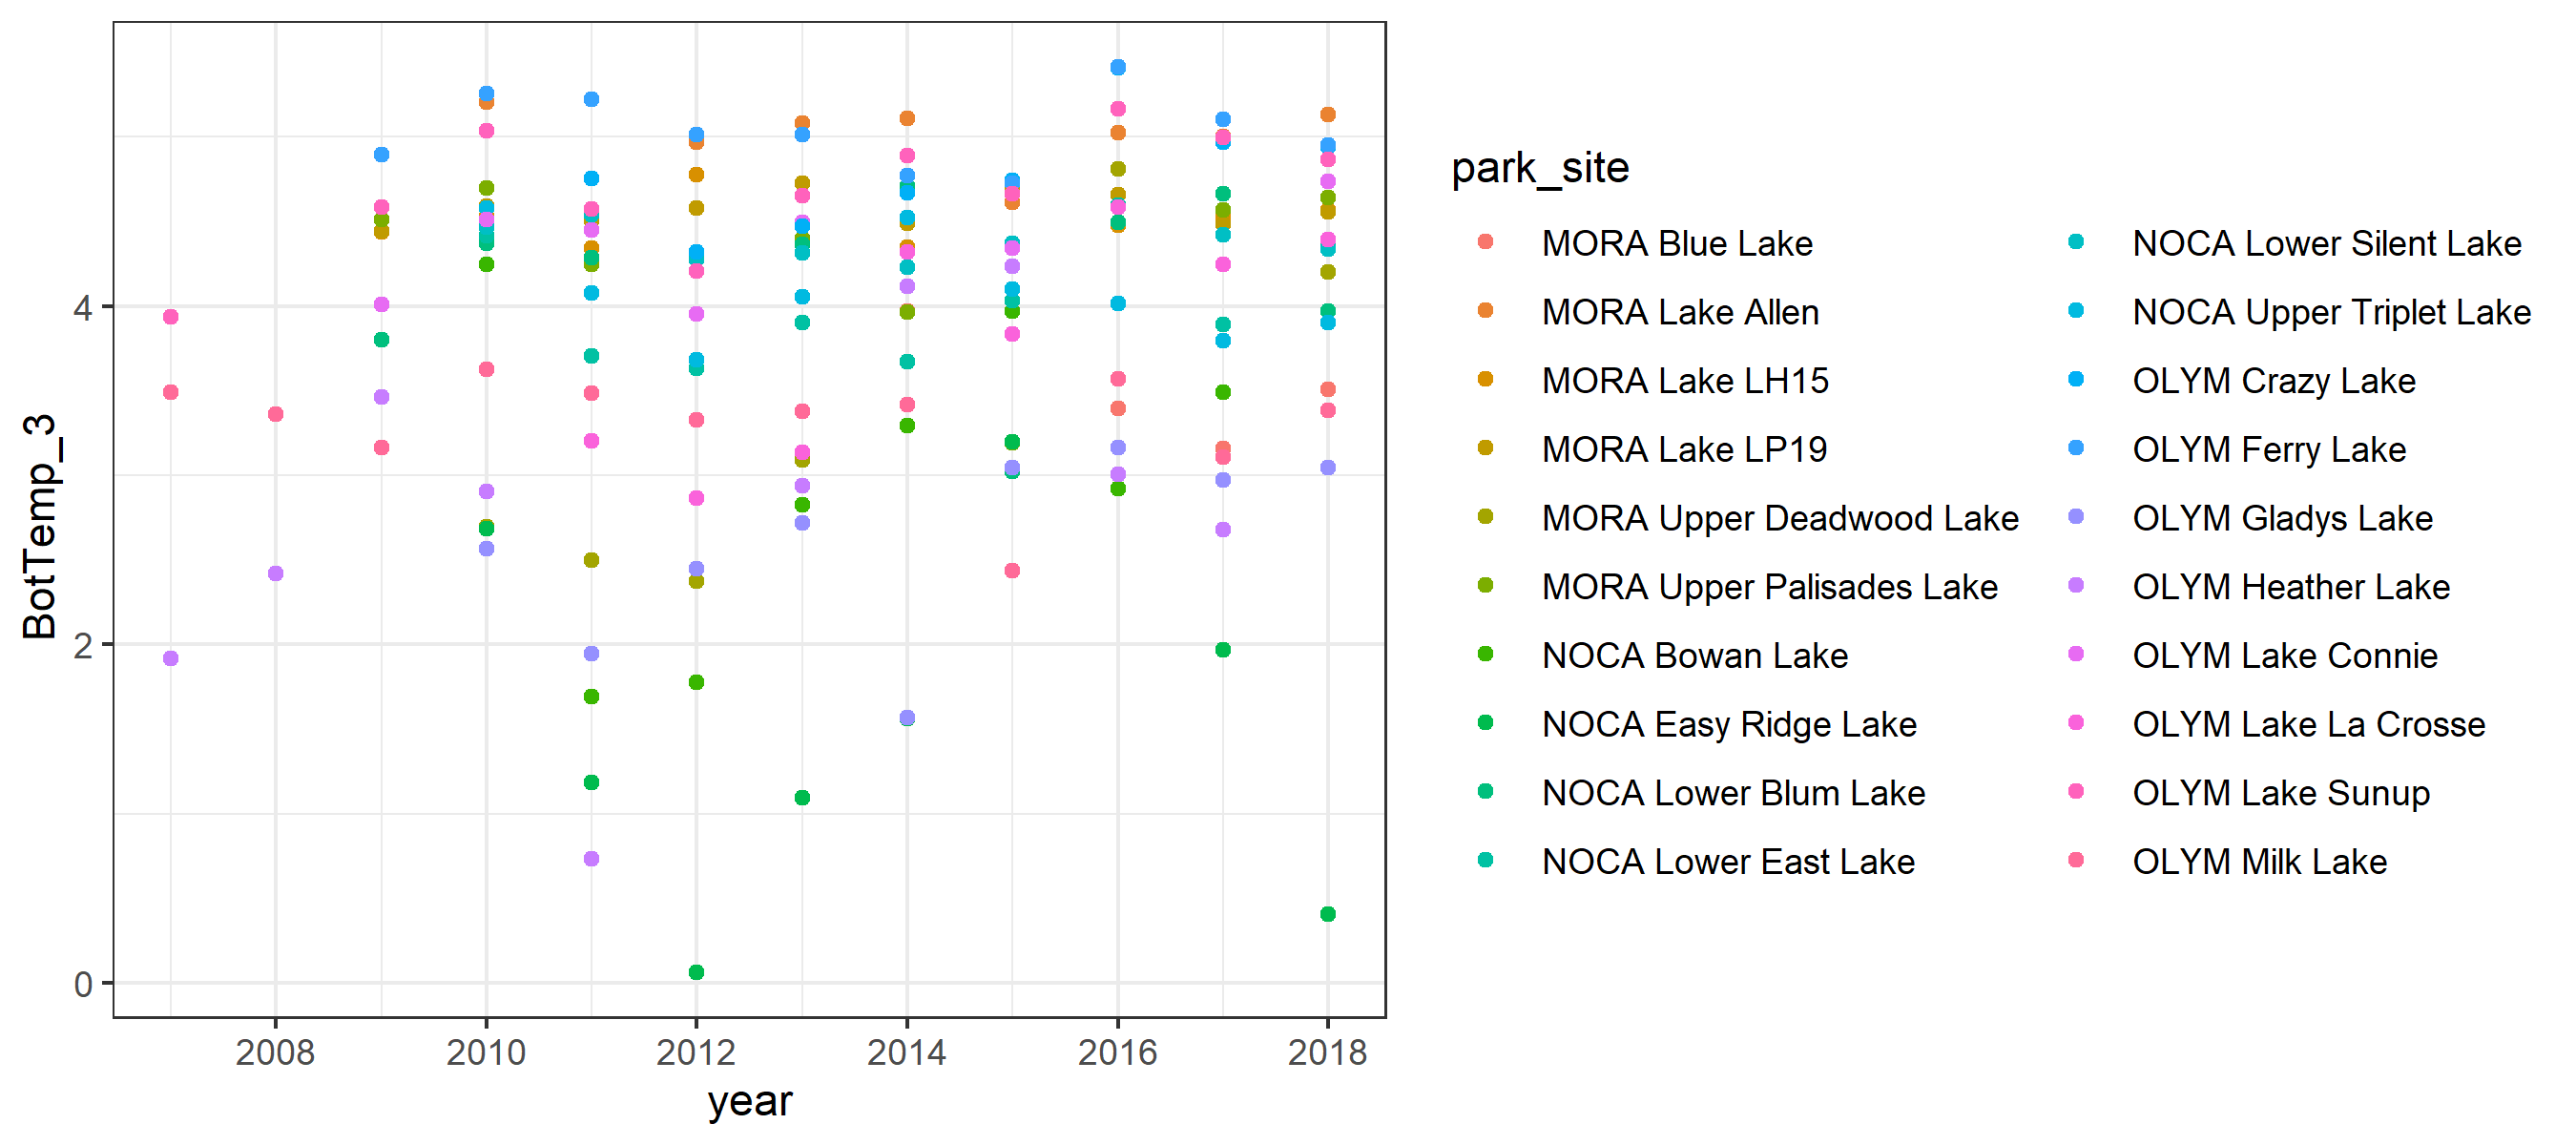 BotTemp_3
4
2
0
2008 2010 2012 2014 2016 2018
year
park_site
MORA Blue Lake
MORA Lake Allen
MORA Lake LH15
MORA Lake LP19
MORA Upper Deadwood Lake
MORA Upper Palisades Lake
NOCA Bowan Lake
NOCA Easy Ridge Lake
NOCA Lower Blum Lake
NOCA Lower East Lake
NOCA Lower Silent Lake
NOCA Upper Triplet Lake
OLYM Crazy Lake
OLYM Ferry Lake
OLYM Gladys Lake
OLYM Heather Lake
OLYM Lake Connie
OLYM Lake La Crosse
OLYM Lake Sunup
OLYM Milk Lake